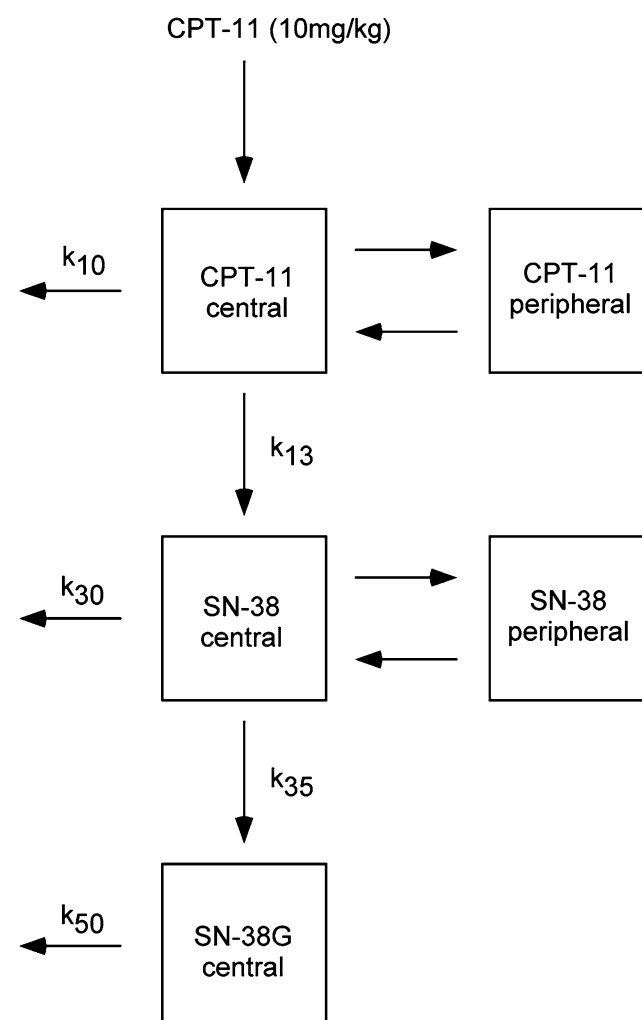 CPT-11 (10mg/kg)
k10
CPT-11
central
CPT-11
peripheral
k13
k30
SN-38
central
SN-38
peripheral
k35
k50
SN-38G
central